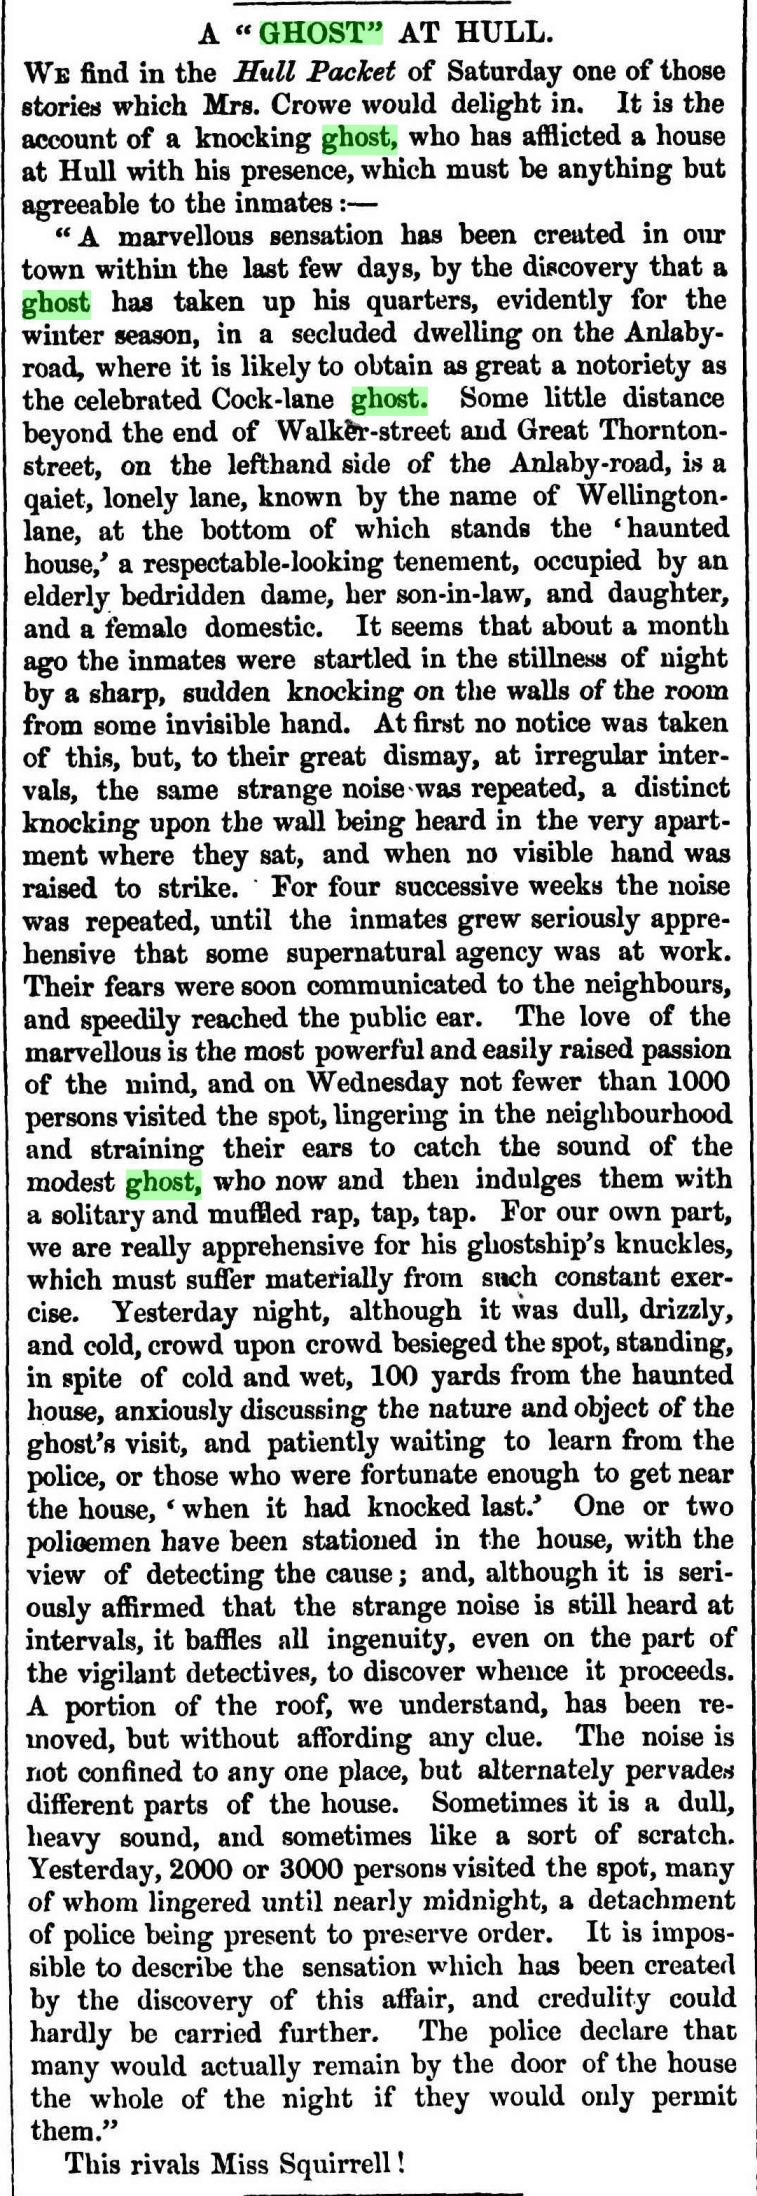 A “GHOST” AT HULL.
WE find in the Hull Packet of Saturday one of those
stories which Mrs. Crowe would delight in. It is the
account of a knocking ghost, who has afflicted a house
at Hull with his presence, which must be anything but
agreeable to the inmates :—
“A marvellous sensation has been created in our
town within the last few days, by the discovery that a
ghost has taken up his quarters, evidently for the
winter season, in a secluded dwelling on the Anlaby-
road, where it is likely to obtain as great a notoriety as
the celebrated Cock-lane ghost. Some little distance
beyond the end of Walker-street and Great Thornton-
street, on the lefthand side of the Anlaby-road, is a
qaiet, lonely lane, known by the name of Wellington-
lane, at the bottom of which stands the ‘haunted
house,’ a respectable-looking tenement, occupied by an
elderly bedridden dame, her son-in-law, and daughter,
and a female domestic. It seems that about a month
ago the inmates were startled in the stillness of night
by a sharp, sudden knocking on the walls of the room
from some invisible hand. At first no notice was taken
of this, but, to their great dismay, at irregular inter-
vals, the same strange noise was repeated, a distinct
knocking upon the wall being heard in the very apart-
ment where they sat, and when no visible hand was
raised to strike. For four successive weeks the noise
was repeated, until the inmates grew seriously appre-
hensive that some supernatural agency was at work.
Their fears were soon communicated to the neighbours,
and speedily reached the public ear. The love of the
marvellous is the most powerful and easily raised passion
of the mind, and on Wednesday not fewer than 1000
persons visited the spot, lingering in the neighbourhood
and straining their ears to catch the sound of the
modest ghost, who now and then indulges them with
a solitary and muffled rap, tap, tap. For our own part,
we are really apprehensive for his ghostship’s knuckles,
which must suffer materially from such constant exer-
cise. Yesterday night, although it was dull, drizzly,
and cold, crowd upon crowd besieged the spot, standing,
in spite of cold and wet, 100 yards from the haunted
house, anxiously discussing the nature and object of the
ghost’s visit, and patiently waiting to learn from the
police, or those who were fortunate enough to get near
the house, ‘when it had knocked last.’ One or two
policemen have been stationed in the house, with the
view of detecting the cause; and, although it is seri-
ously affirmed that the strange noise is still heard at
intervals, it baffles all ingenuity, even on the part of
the vigilant detectives, to discover whence it proceeds.
A portion of the roof, we understand, has been re-
moved, but without affording any clue. The noise is
not confined to any one place, but alternately pervades
different parts of the house. Sometimes it is a dull,
heavy sound, and sometimes like a sort of scratch.
Yesterday, 2000 or 3000 persons visited the spot, many
of whom lingered until nearly midnight, a detachment
of police being present to preserve order. It is impos-
sible to describe the sensation which has been created
by the discovery of this affair, and credulity could
hardly be carried further. The police declare that
many would actually remain by the door of the house
the whole of the night if they would only permit
them.”
This rivals Miss Squirrell!